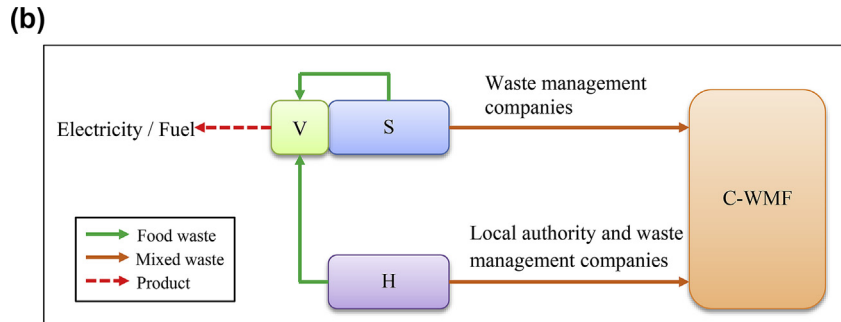 (b)
Waste management
companies
Electricity / Fuel
V
S
C-WMF
Food waste
Mixed waste
Product
Local authority and waste
management companies
H